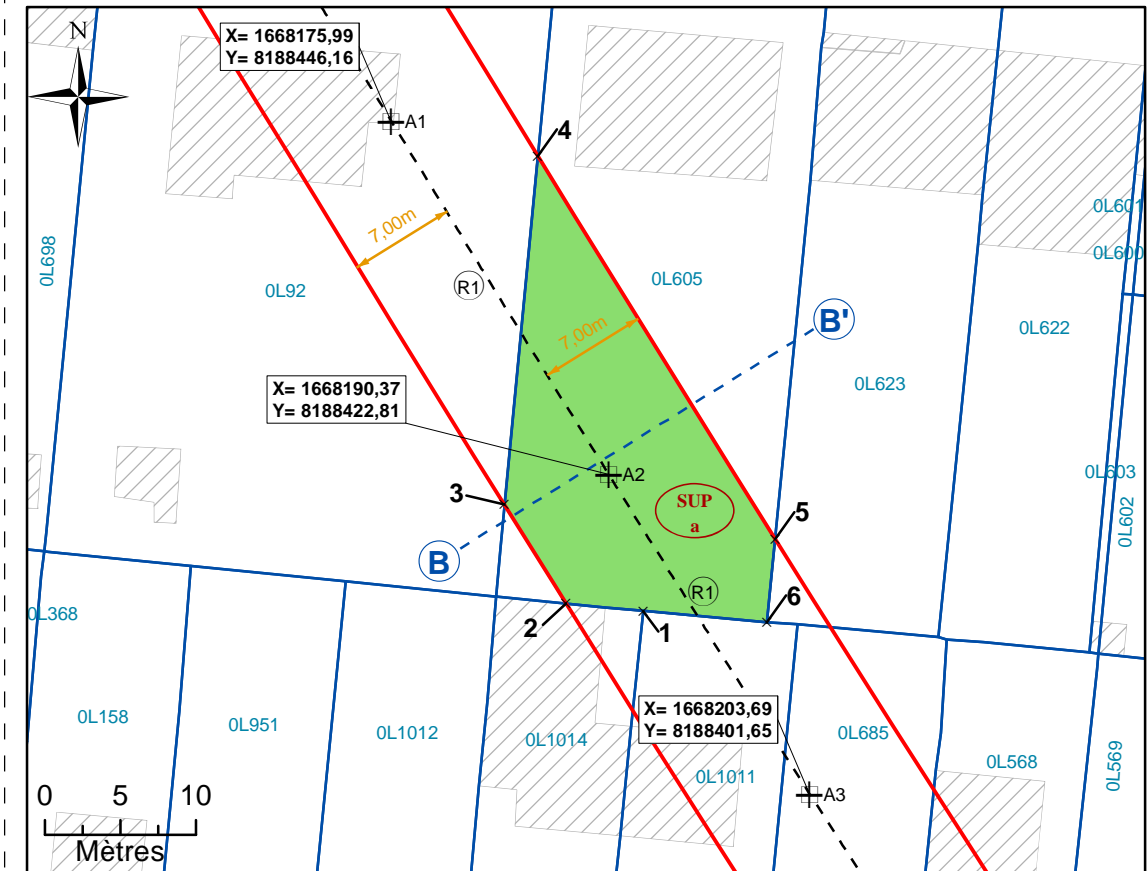 N
X= 1668175,99
Y= 8188446,16
A1
4
0L601
0L600
0L698
7,00m
0L92
R1
0L605
B'
0L622
7,00m
0L623
X= 1668190,37
Y= 8188422,81
A2
0L603
3
SUP
a
0L602
5
B
R1
6
0L368
2
1
0L158
0L951
0L1012
0L1014
X= 1668203,69
Y= 8188401,65
0L685
0L568
0L569
0L1011
A3
0 5 10
Mètres